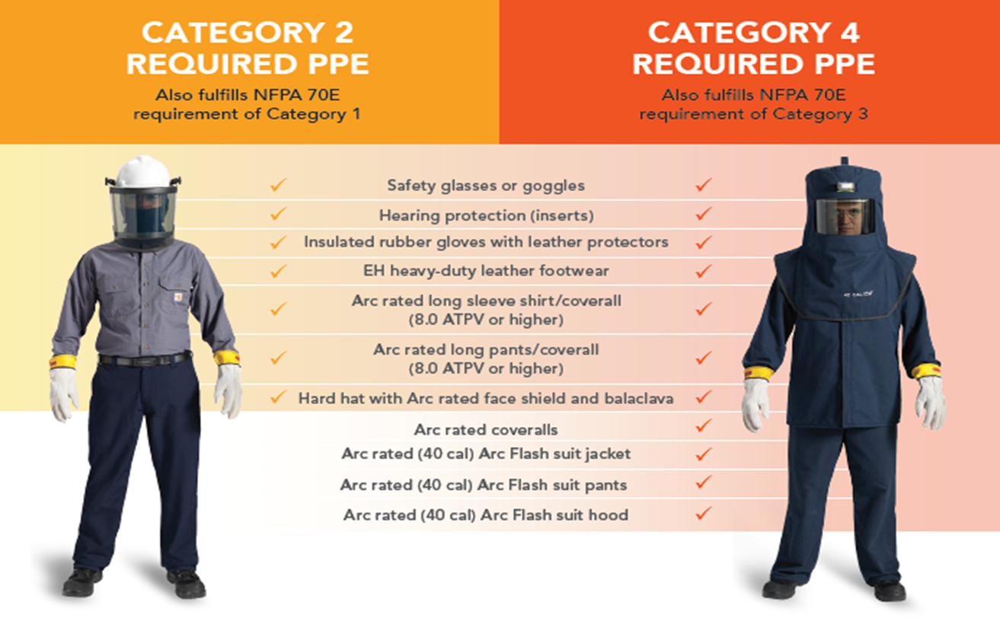 CATEGORY 2
REQUIRED PPE
Also fulfills NFPA 70E
requirement of Category 1
CATEGORY 4
REQUIRED PPE
Also fulfills NFPA 70E
requirement of Category 3
Safety glasses or goggles
Hearing protection (inserts)
Insulated rubber gloves with leather protectors
EH heavy-duty leather footwear
Arc rated long sleeve shirt/coverall
(8.0 ATPV or higher)
Arc rated long pants/coverall
(8.0 ATPV or higher)
Hard hat with Arc rated face shield and balaclava
Arc rated coveralls
Arc rated (40 cal) Arc Flash suit jacket
Arc rated (40 cal) Arc Flash suit pants
Arc rated (40 cal) Arc Flash suit hood